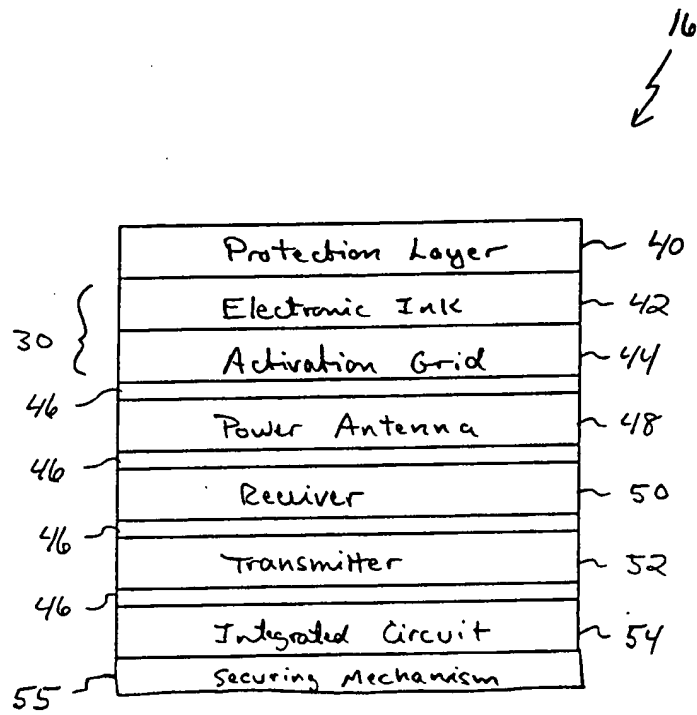 16
Protection Layer 40
Electronic Ink 42
30
Activation Grid 44
46
Power Antenna 48
46
Receiver 50
46
Transmitter 52
46
Integrated Circuit 54
Securing Mechanism
55